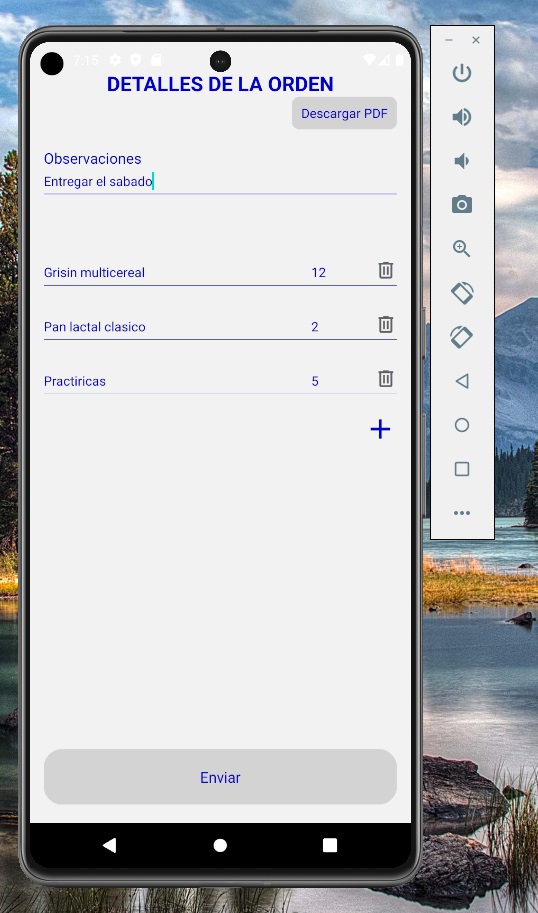 7:15
DETALLES DE LA ORDEN
Descargar PDF
Observaciones
Entregar el sabado
Grisin multicereal 12
Pan lactal clasico 2
Practiricas 5
Enviar